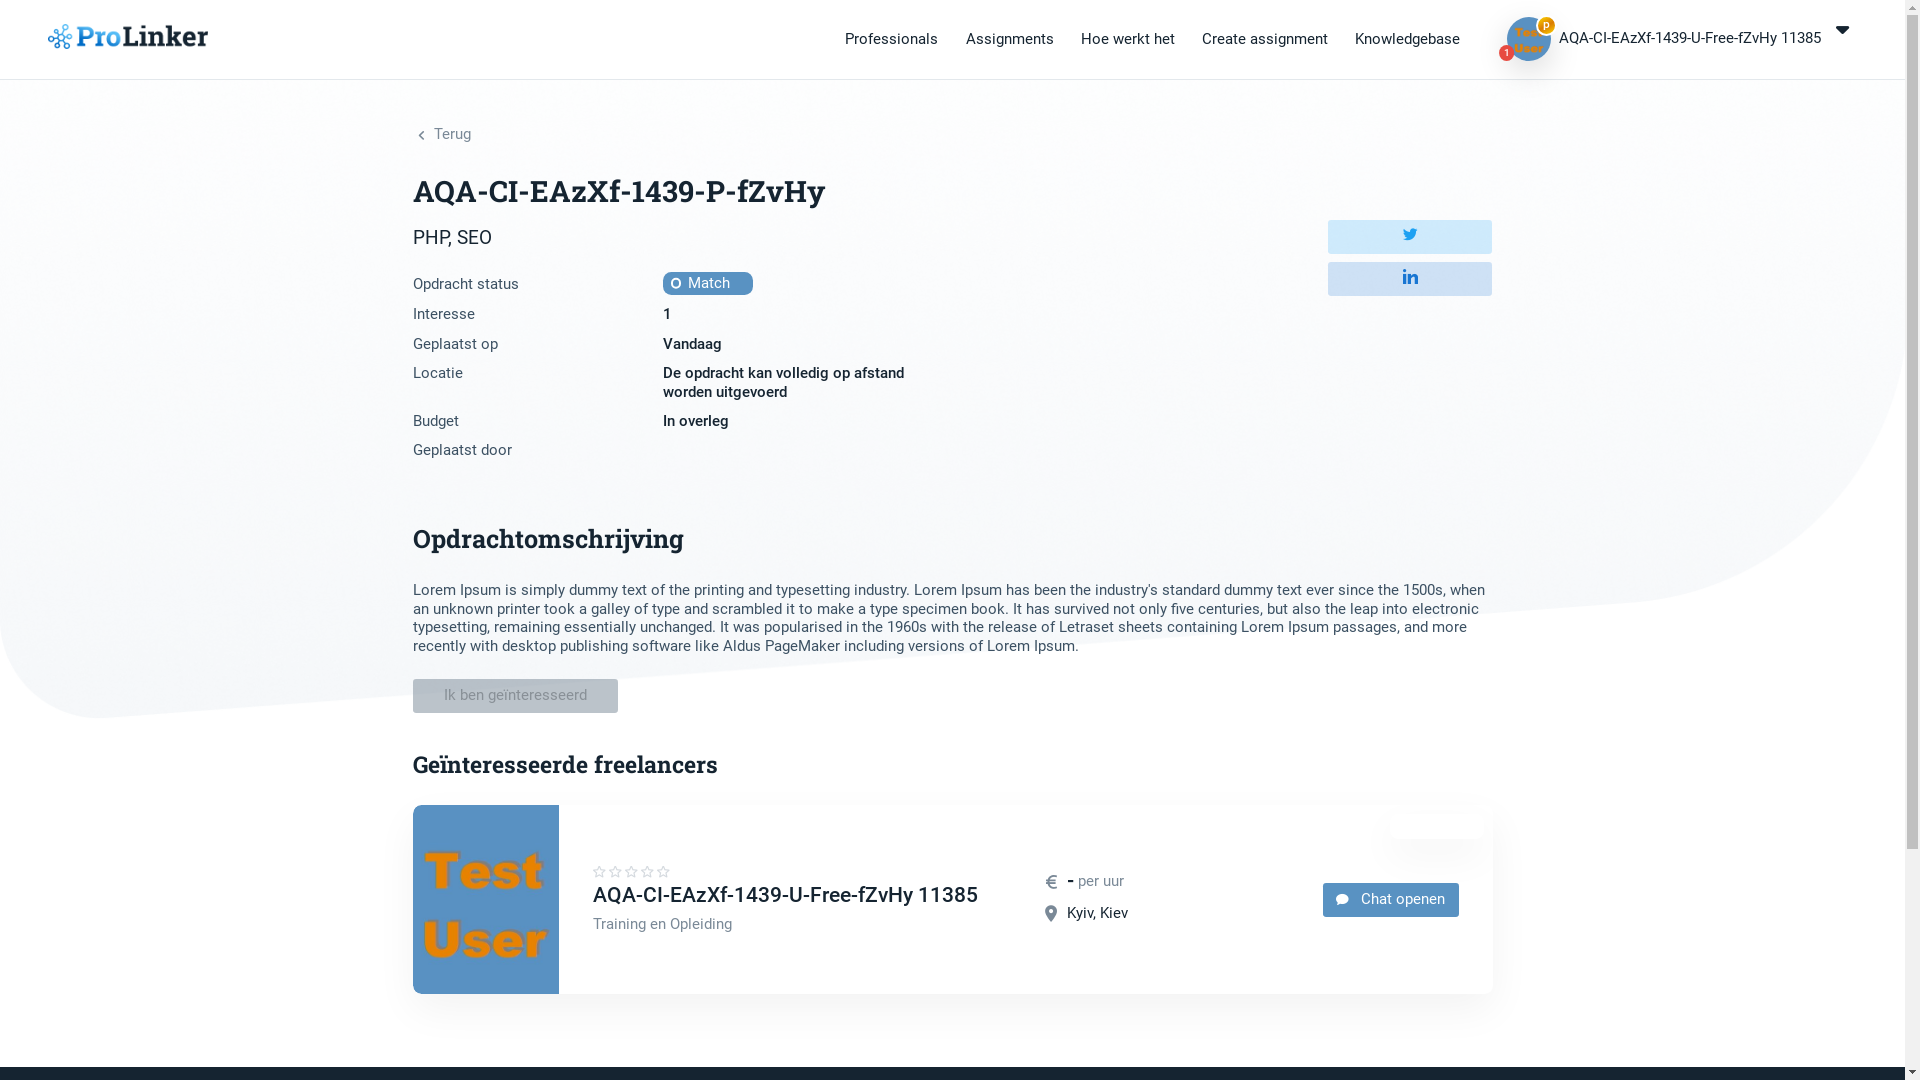 ProLinker
Professionals
Assignments
Hoe werkt het
Create assignment
Knowledgebase
Test
User
P
1
AQA-CI-EAzXf-1439-U-Free-fZvHy 11385
Terug
AQA-CI-EAzXf-1439-P-fZvHy
PHP, SEO
Opdracht status
Match
Interesse
1
Geplaatst op
Vandaag
Locatie
De opdracht kan volledig op afstand
worden uitgevoerd
Budget
In overleg
Geplaatst door
in
Opdrachtomschrijving
Lorem Ipsum is simply dummy text of the printing and typesetting industry. Lorem Ipsum has been the industry's standard dummy text ever since the 1500s, when
an unknown printer took a galley of type and scrambled it to make a type specimen book. It has survived not only five centuries, but also the leap into electronic
typesetting, remaining essentially unchanged. It was popularised in the 1960s with the release of Letraset sheets containing Lorem Ipsum passages, and more
recently with desktop publishing software like Aldus PageMaker including versions of Lorem Ipsum.
Ik ben geïnteresseerd
Geïnteresseerde freelancers
Test
User
AQA-CI-EAzXf-1439-U-Free-fZvHy 11385
Training en Opleiding
€ - per uur
Kyiv, Kiev
Chat openen